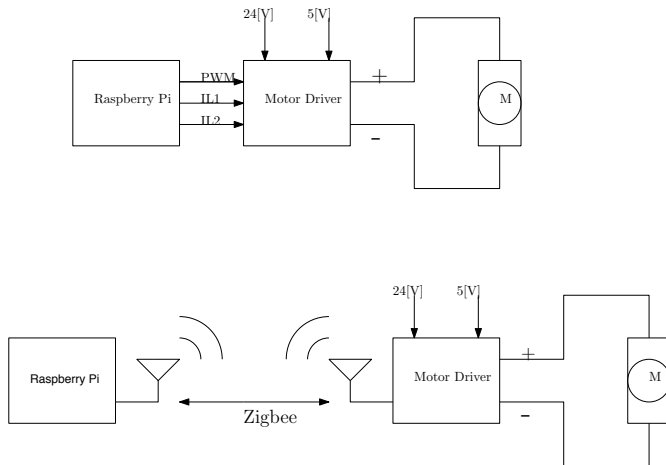 24[V] 5[V]
PWM
Raspberry Pi IL1 Motor Driver + M
IL2
-
24[V] 5[V]
+
Raspberry Pi Motor Driver M
Zigbee -